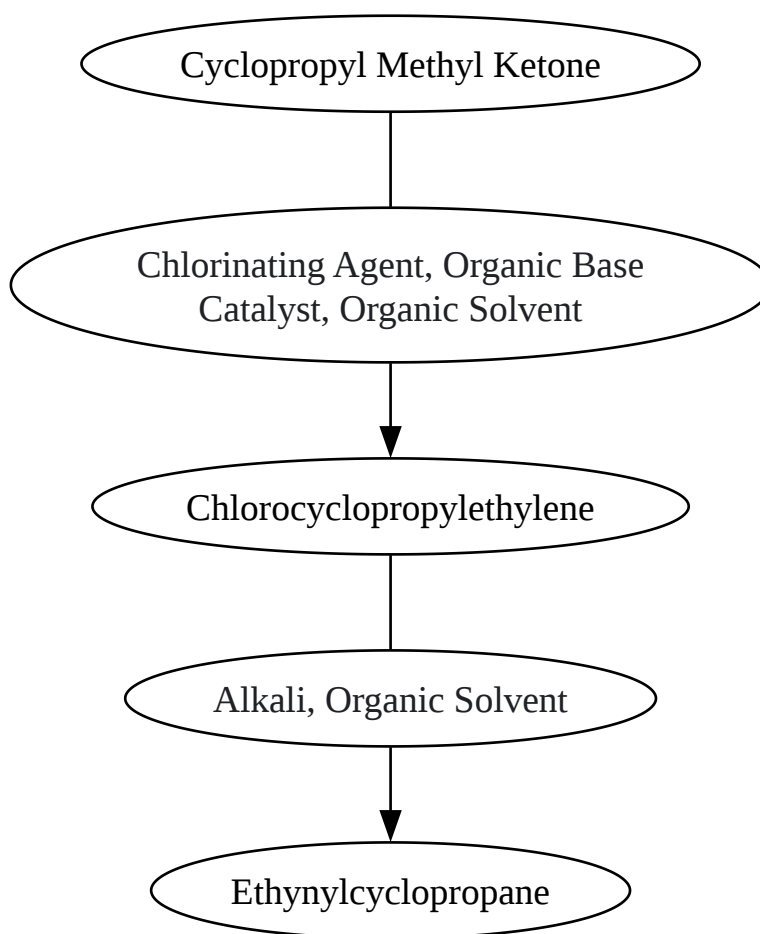 Cyclopropyl Methyl Ketone
Chlorinating Agent, Organic Base
Catalyst, Organic Solvent
Chlorocyclopropylethylene
Alkali, Organic Solvent
Ethynylcyclopropane